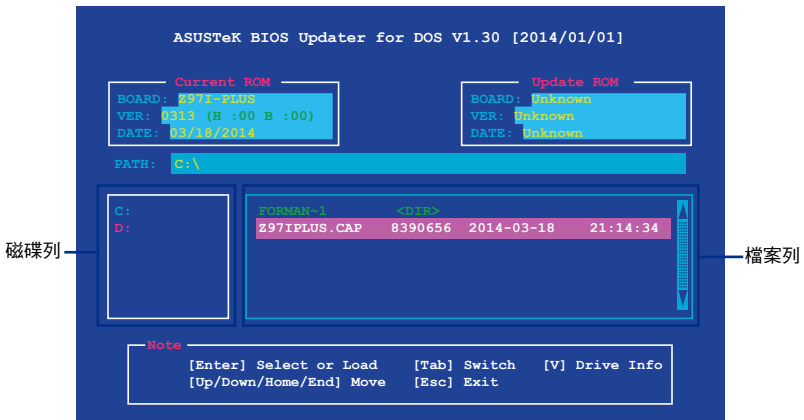 ASUSTeK BIOS Updater for DOS V1.30 [2014/01/01]
Current ROM
BOARD: Z97I-PLUS
VER: 0313 (H :00 B :00)
DATE: 03/18/2014
Update ROM
BOARD: Unknown
VER: Unknown
DATE: Unknown
PATH: C:\
磁碟列
C:
D:
FORMAN~1 <DIR>
Z97IPLUS.CAP 8390656 2014-03-18 21:14:34
檔案列
Note
[Enter] Select or Load [Tab] Switch [V] Drive Info
[Up/Down/Home/End] Move [Esc] Exit